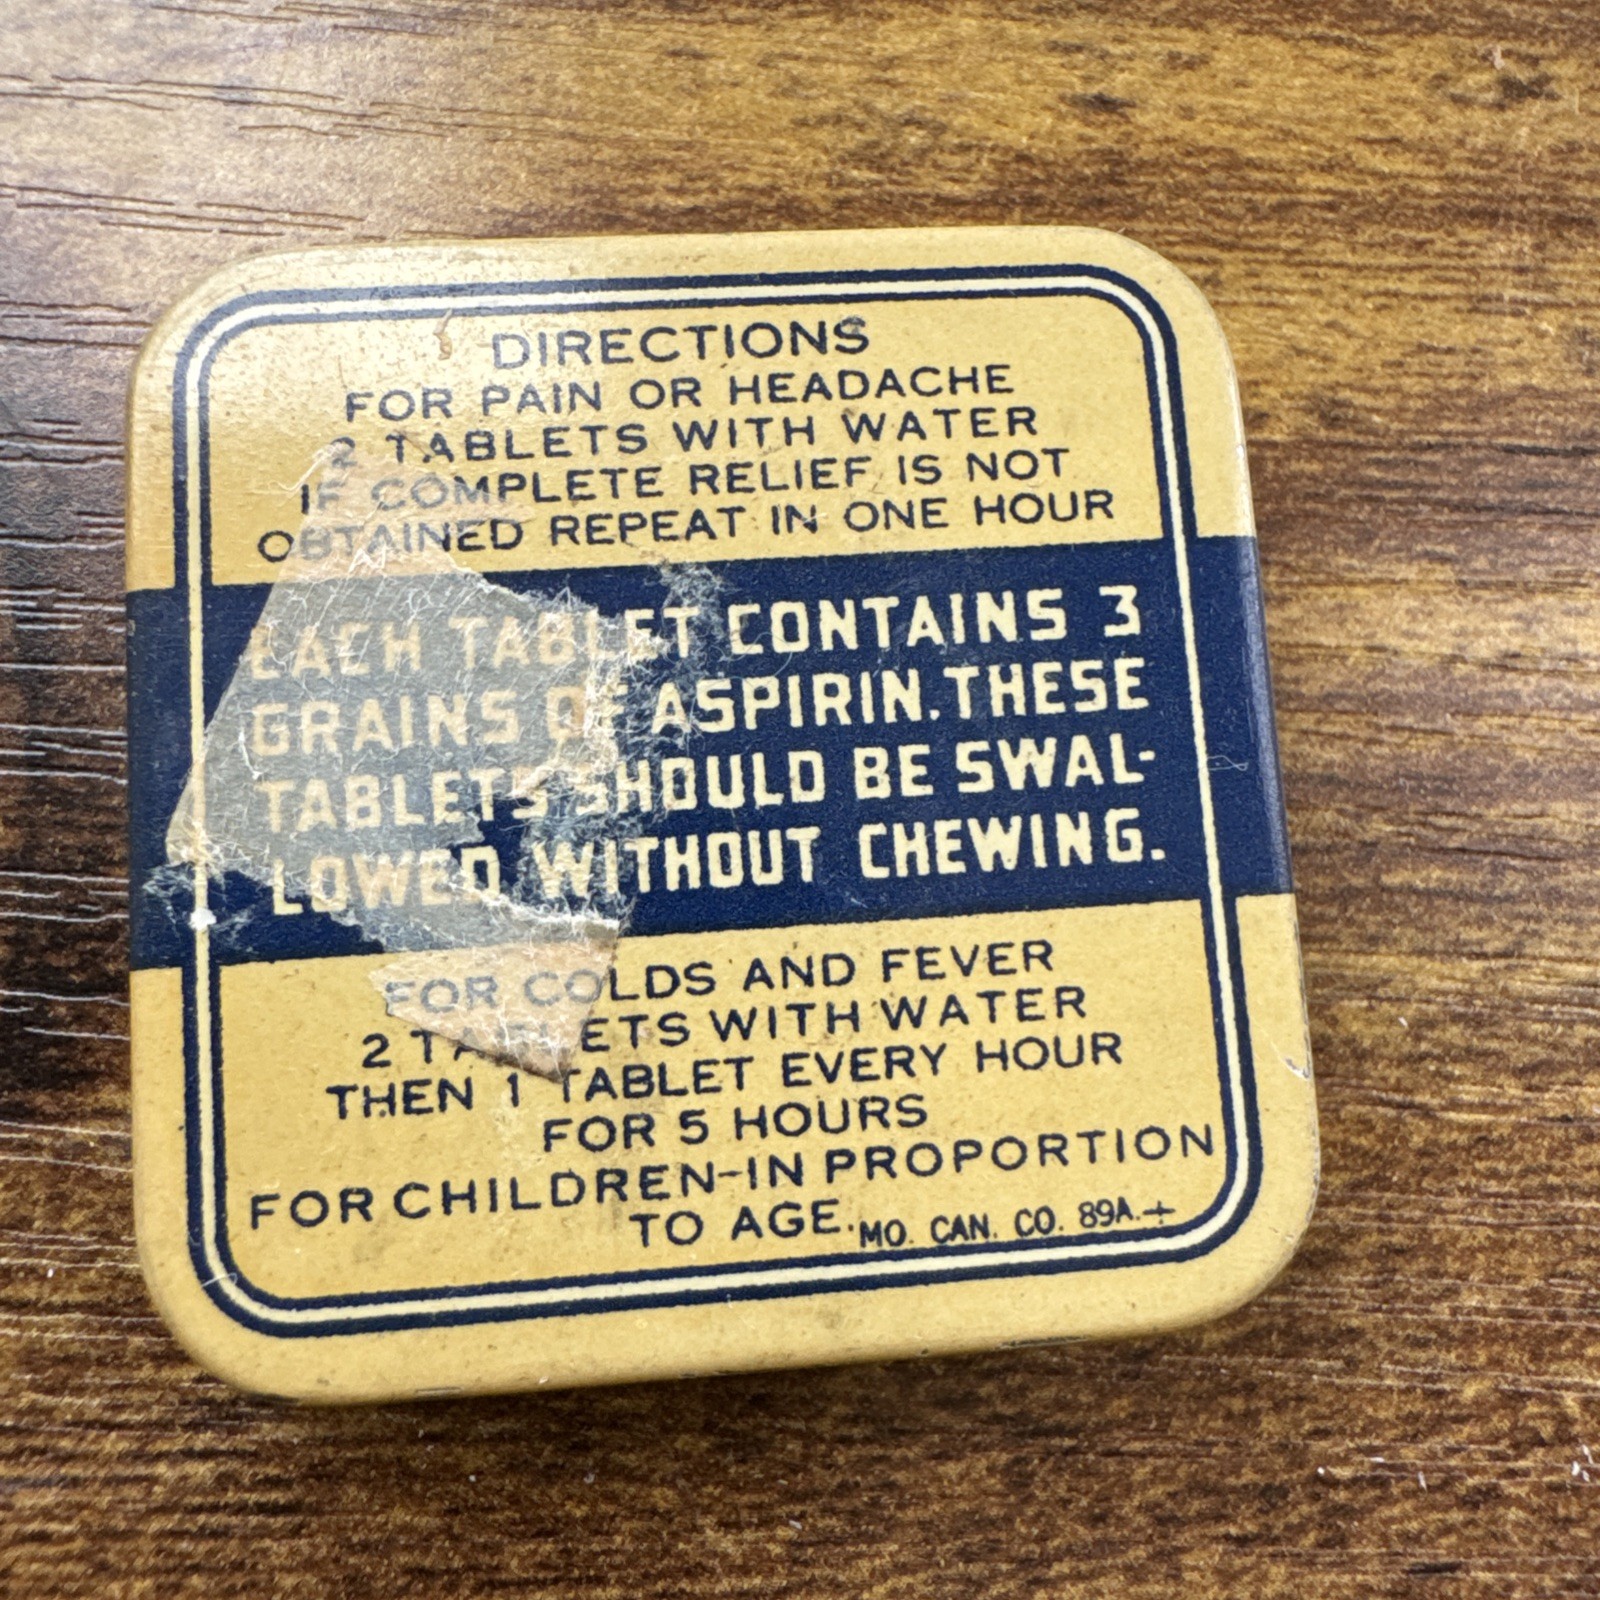 DIRECTIONS
FOR PAIN OR HEADACHE
2 TABLETS WITH WATER
IF COMPLETE RELIEF IS NOT
OBTAINED REPEAT IN ONE HOUR
EACH TABLET CONTAINS 3
GRAINS OF ASPIRIN. THESE
TABLETS SHOULD BE SWAL-
LOWED WITHOUT CHEWING.
FOR COLDS AND FEVER
2 TABLETS WITH WATER
THEN 1 TABLET EVERY HOUR
FOR 5 HOURS
FOR CHILDREN-IN PROPORTION
TO AGE. MO. CAN. CO. 89A.+